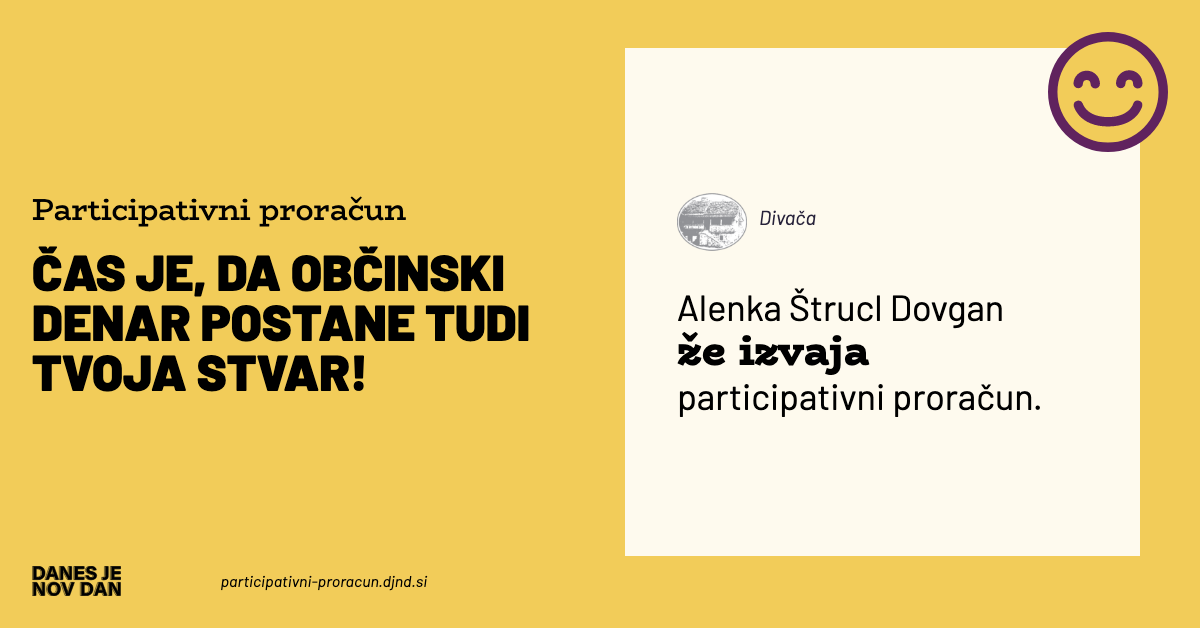 Participativni proračun
ČAS JE, DA OBČINSKI
DENAR POSTANE TUDI
TVOJA STVAR!
DANES JE
NOV DAN
participativni-proracun.djnd.si
Divača
Alenka Štrucl Dovgan
že izvaja
participativni proračun.